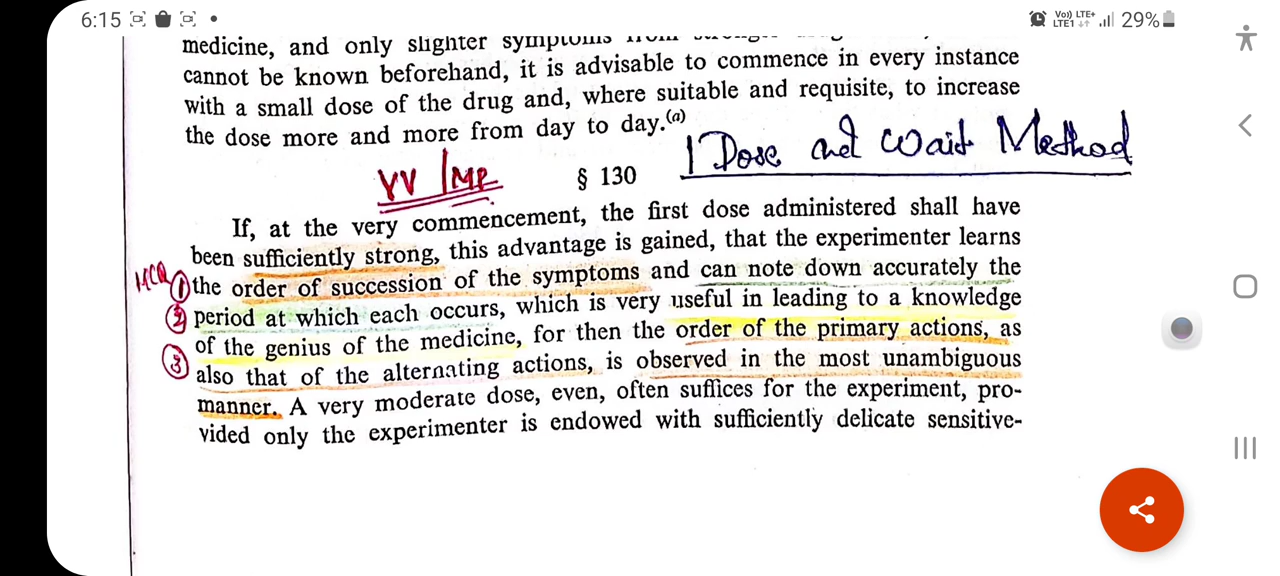 6:15
Vo)) LTE+
LTE1
29%
medicine, and only slighter symptoms from
cannot be known beforehand, it is advisable to commence in every instance
with a small dose of the drug and, where suitable and requisite, to increase
the dose more and more from day to day.(a)
1 Dose and wait Method
VV IMP
§ 130
If, at the very commencement, the first dose administered shall have
been sufficiently strong, this advantage is gained, that the experimenter learns
MCQ ① the order of succession of the symptoms and can note down accurately the
② period at which each occurs, which is very useful in leading to a knowledge
of the genius of the medicine, for then the order of the primary actions, as
③ also that of the alternating actions, is observed in the most unambiguous
manner. A very moderate dose, even, often suffices for the experiment, pro-
vided only the experimenter is endowed with sufficiently delicate sensitive-